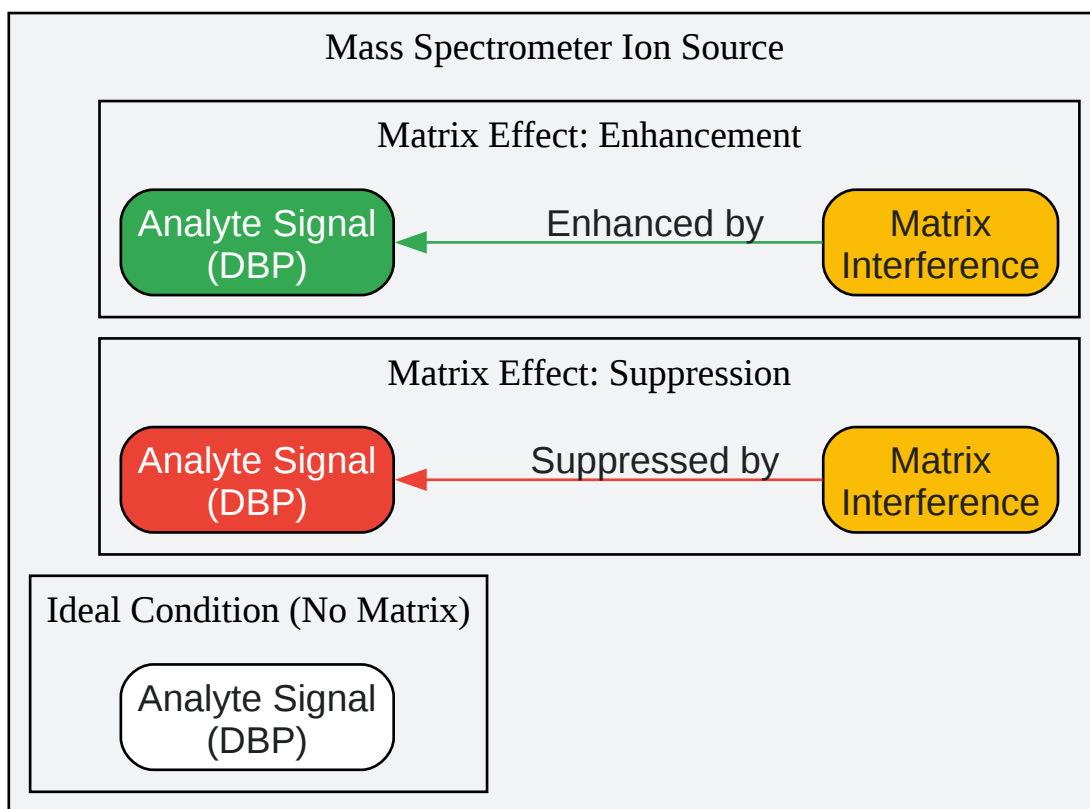 Mass Spectrometer Ion Source
Matrix Effect: Enhancement
Analyte Signal
(DBP)
Enhanced by
Matrix
Interference
Matrix Effect: Suppression
Analyte Signal
(DBP)
Suppressed by
Matrix
Interference
Ideal Condition (No Matrix)
Analyte Signal
(DBP)